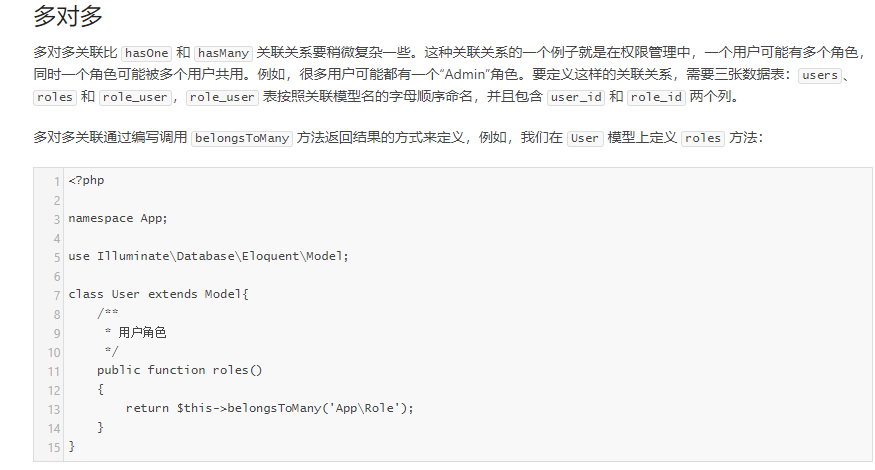 多对多
多对多关联比 hasOne 和 hasMany 关联关系要稍微复杂一些。这种关联关系的一个例子就是在权限管理中，一个用户可能有多个角色，
同时一个角色可能被多个用户共用。例如，很多用户可能都有一个“Admin”角色。要定义这样的关联关系，需要三张数据表：users、
roles 和 role_user，role_user 表按照关联模型名的字母顺序命名，并且包含 user_id 和 role_id 两个列。
多对多关联通过编写调用 belongsToMany 方法返回结果的方式来定义，例如，我们在 User 模型上定义 roles 方法：
1 <?php
2
3 namespace App;
4
5 use Illuminate\Database\Eloquent\Model;
6
7 class User extends Model{
8     /**
9      * 用户角色
10      */
11     public function roles()
12     {
13         return $this->belongsToMany('App\Role');
14     }
15 }